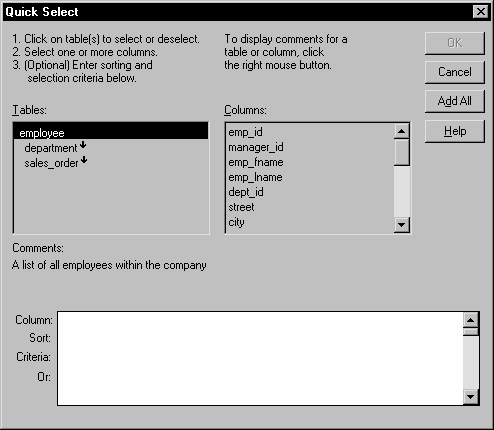 Quick Select
1. Click on table(s) to select or deselect.
2. Select one or more columns.
3. (Optional) Enter sorting and
selection criteria below.
To display comments for a
table or column, click
the right mouse button.
OK
Cancel
Add All
Help
Tables:
employee
department
sales_order
Columns:
emp_id
manager_id
emp_fname
emp_lname
dept_id
street
city
Comments:
A list of all employees within the company
Column:
Sort:
Criteria:
Or: